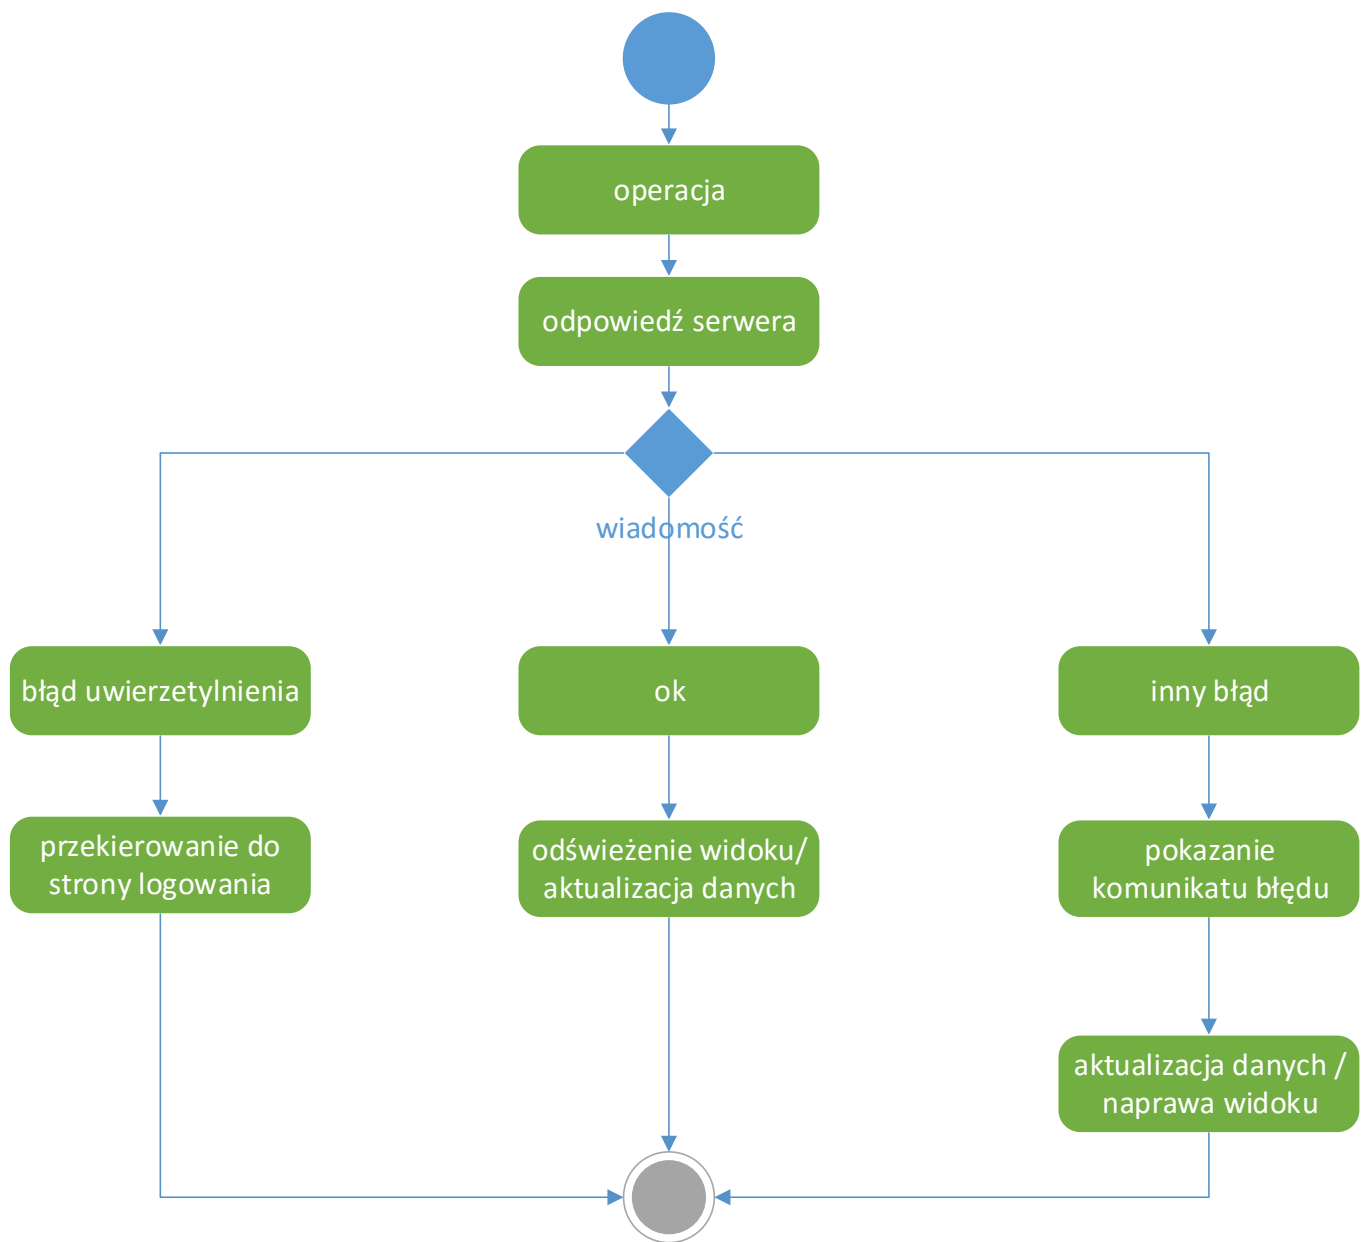 operacja
odpowiedź serwera
wiadomość
błąd uwierzetylnienia
ok
inny błąd
przekierowanie do
strony logowania
odświeżenie widoku/
aktualizacja danych
pokazanie
komunikatu błędu
aktualizacja danych /
naprawa widoku